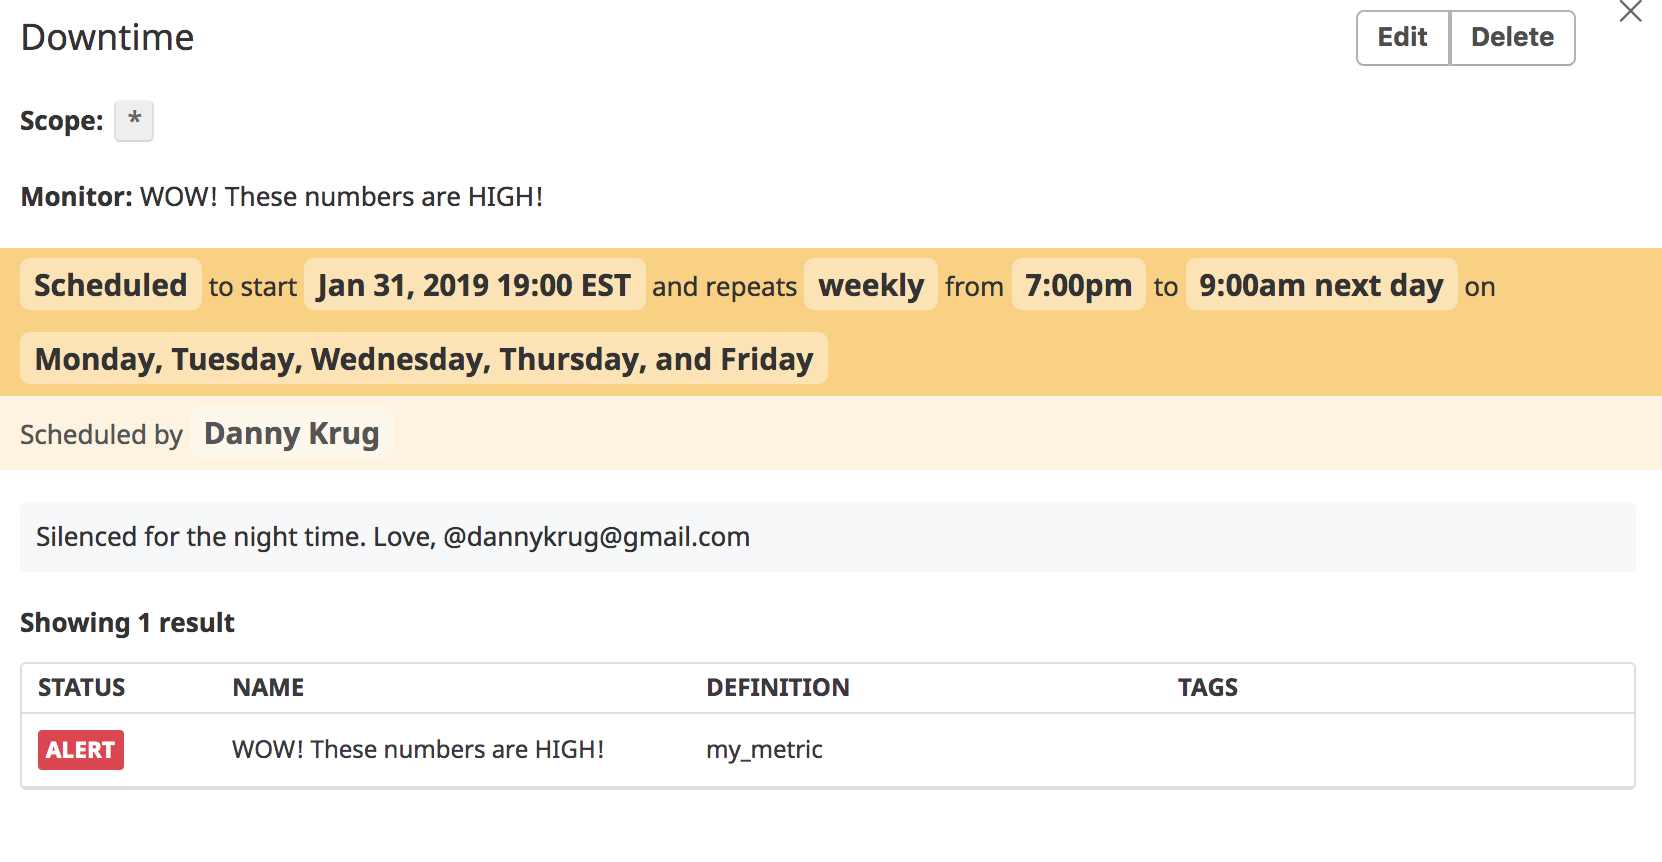 Downtime
Edit Delete
Scope: *
Monitor: WOW! These numbers are HIGH!
Scheduled to start Jan 31, 2019 19:00 EST and repeats weekly from 7:00pm to 9:00am next day on
Monday, Tuesday, Wednesday, Thursday, and Friday
Scheduled by Danny Krug
Silenced for the night time. Love, @dannykrug@gmail.com
Showing 1 result
STATUS NAME DEFINITION TAGS
ALERT WOW! These numbers are HIGH! my_metric